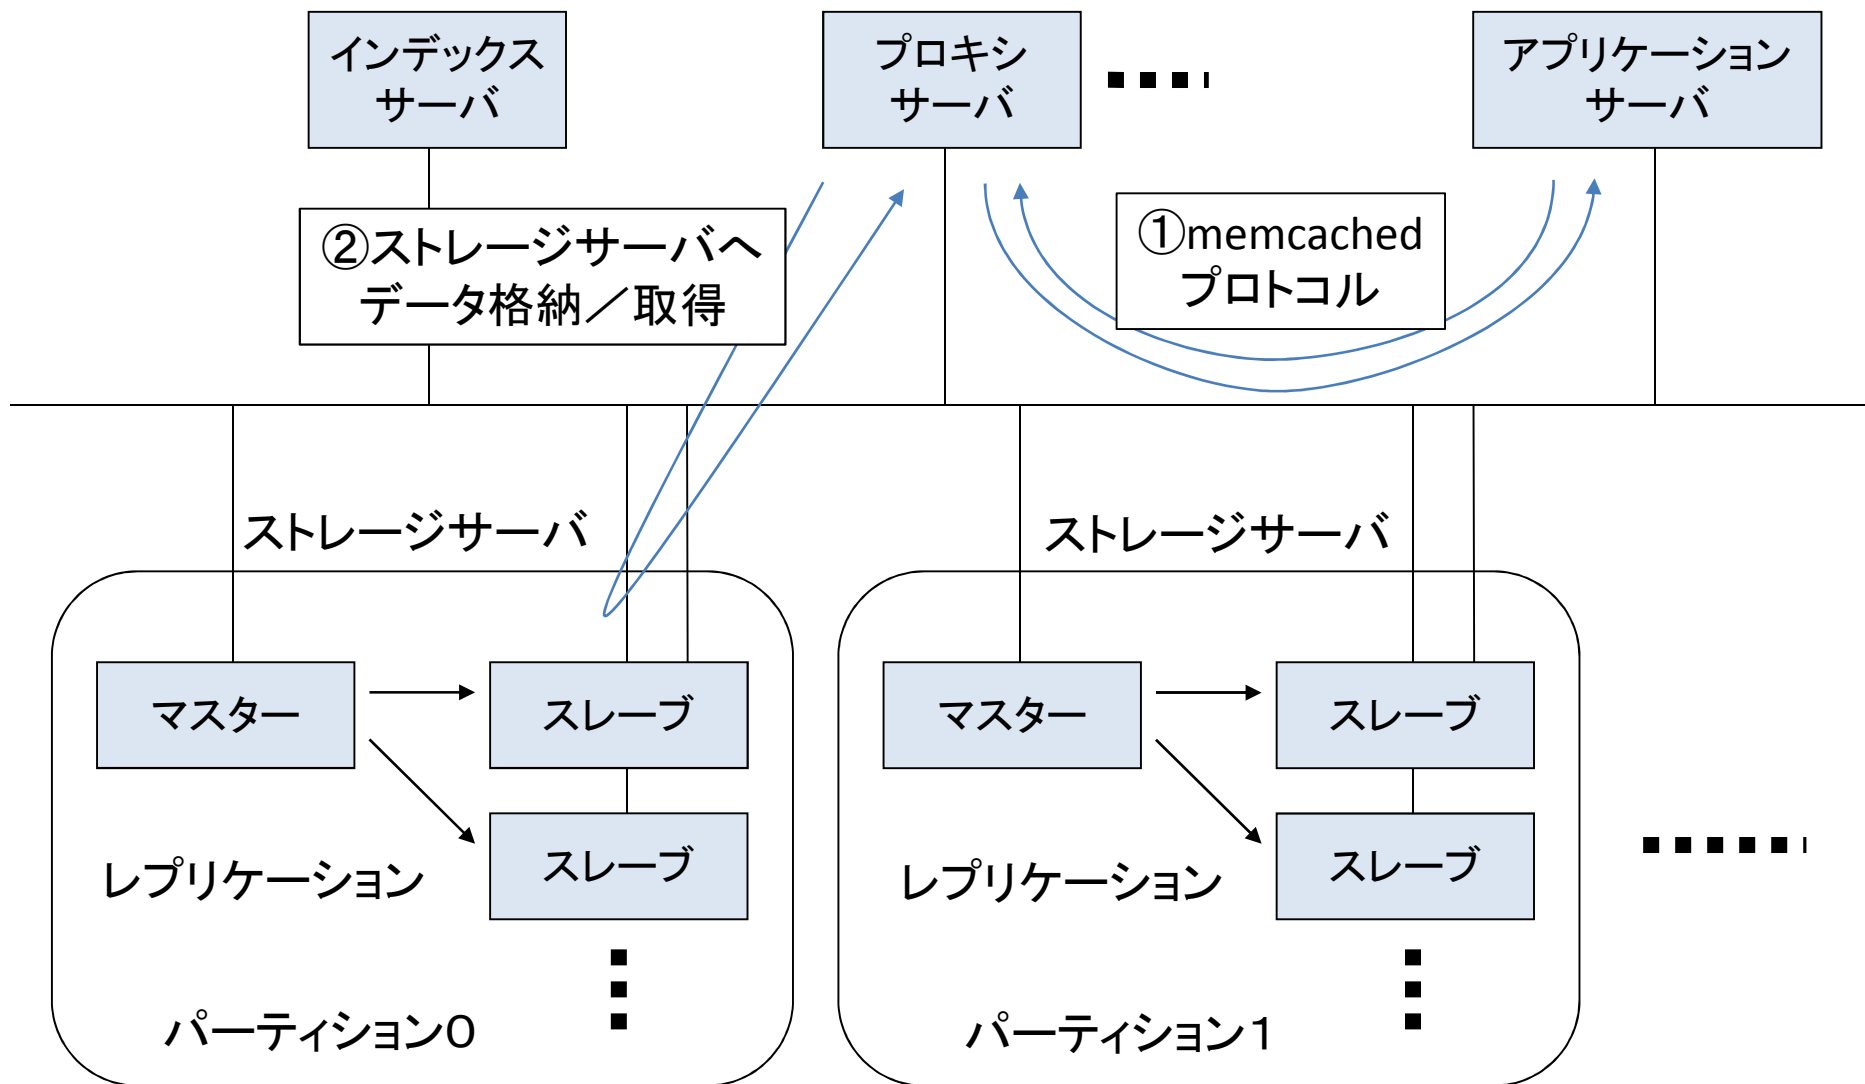 インデックス
サーバ
プロキシ
サーバ
アプリケーション
サーバ
②ストレージサーバへ
データ格納／取得
①memcached
プロトコル
ストレージサーバ
ストレージサーバ
マスター
スレーブ
スレーブ
レプリケーション
パーティション０
マスター
スレーブ
スレーブ
レプリケーション
パーティション１